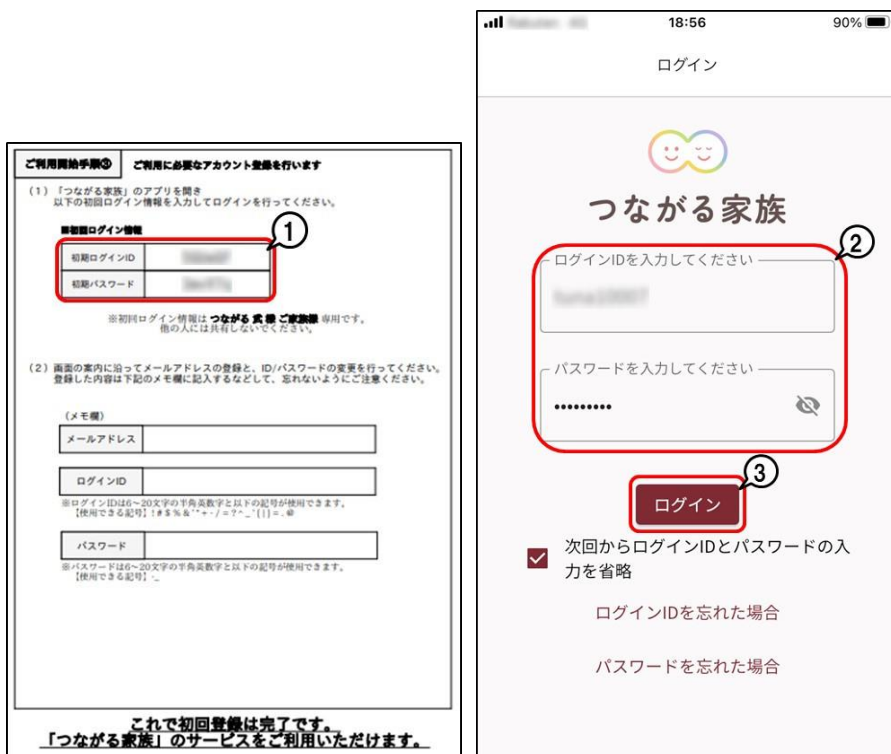 ご利用開始手順③ ご利用に必要なアカウント登録を行います
(1)「つながる家族」のアプリを開き
以下の初回ログイン情報を入力してログインを行ってください。
■初回ログイン情報
①
初期ログインID
初期パスワード
※初回ログイン情報は つながる 弐 様 ご家族様 専用です。
他の人には共有しないでください。
(2)画面の案内に沿ってメールアドレスの登録と、ID/パスワードの変更を行ってください。
登録した内容は下記のメモ欄に記入するなどして、忘れないようにご注意ください。
(メモ欄)
メールアドレス
ログインID
※ログインIDは6~20文字の半角英数字と以下の記号が使用できます。
【使用できる記号】
パスワード
※パスワードは6~20文字の半角英数字と以下の記号が使用できます。
【使用できる記号】-_
これで初回登録は完了です。
「つながる家族」のサービスをご利用いただけます。
18:56 90%
ログイン
つながる家族
②
ログインIDを入力してください
パスワードを入力してください
•••••••••
③
ログイン
次回からログインIDとパスワードの入
力を省略
ログインIDを忘れた場合
パスワードを忘れた場合